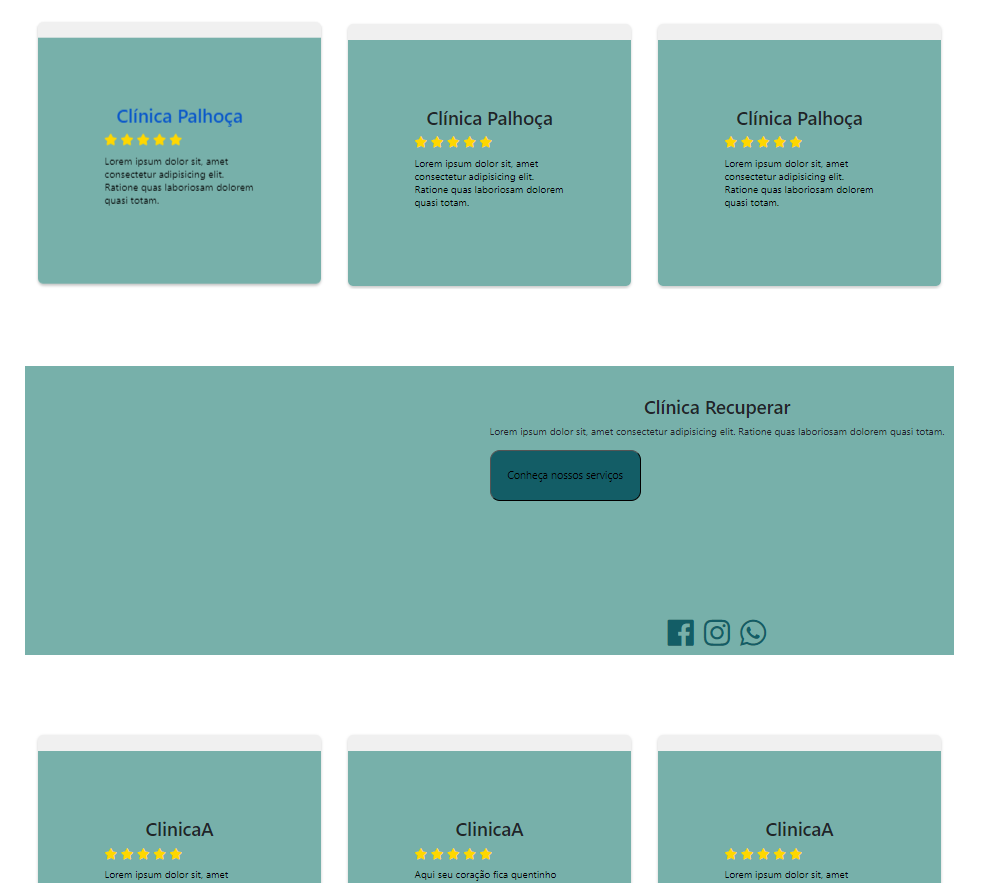 Clínica Palhoça
Lorem ipsum dolor sit, amet
consectetur adipisicing elit.
Ratione quas laboriosam dolorem
quasi totam.
Clínica Palhoça
Lorem ipsum dolor sit, amet
consectetur adipisicing elit.
Ratione quas laboriosam dolorem
quasi totam.
Clínica Palhoça
Lorem ipsum dolor sit, amet
consectetur adipisicing elit.
Ratione quas laboriosam dolorem
quasi totam.
Clínica Recuperar
Lorem ipsum dolor sit, amet consectetur adipisicing elit. Ratione quas laboriosam dolorem quasi totam.
Conheça nossos serviços
ClinicaA
Lorem ipsum dolor sit, amet
ClinicaA
Aqui seu coração fica quentinho
ClinicaA
Lorem ipsum dolor sit, amet